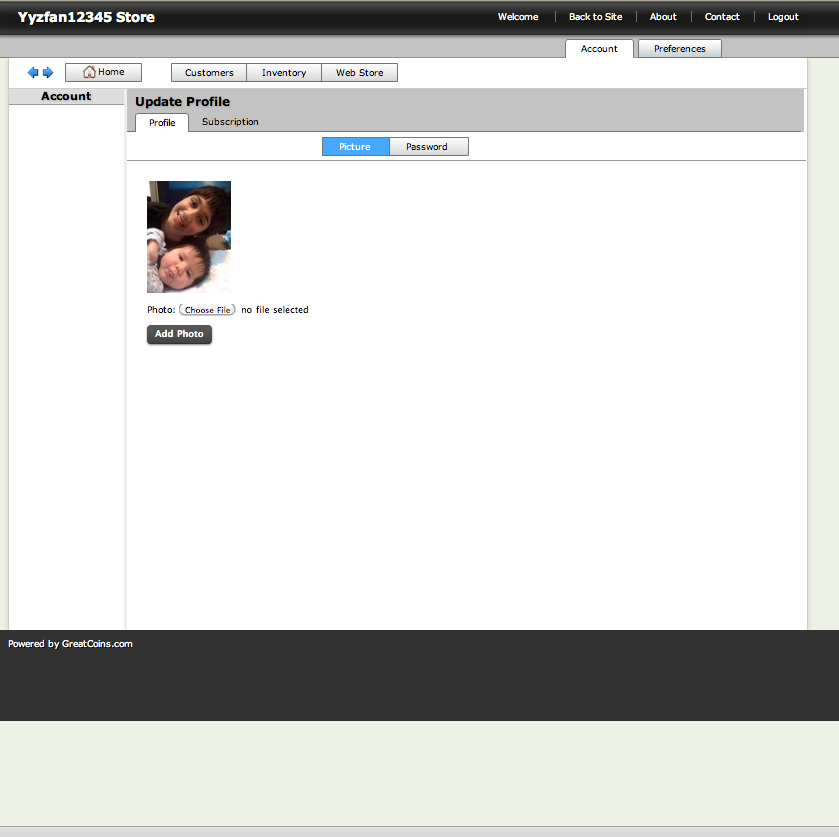 Yyzfan12345 Store
Welcome Back to Site About Contact Logout
Account Preferences
Home Customers Inventory Web Store
Account
Update Profile
Profile Subscription
Picture Password
Photo: Choose File no file selected
Add Photo
Powered by GreatCoins.com